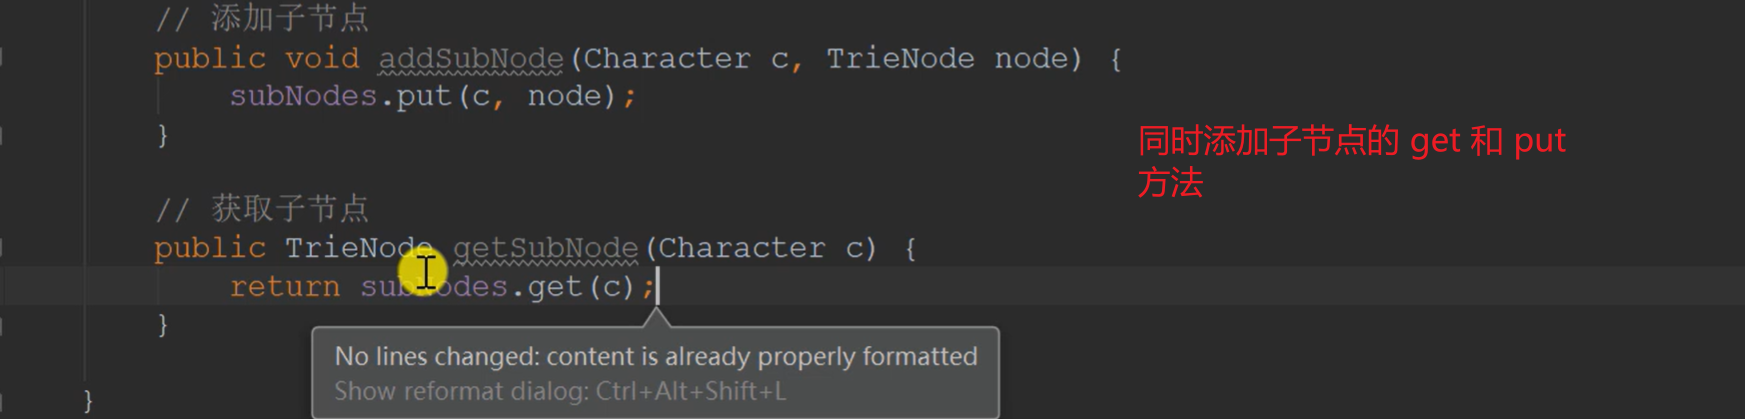 // 添加子节点
public void addSubNode(Character c, TrieNode node) {
subNodes.put(c, node);
}
同时添加子节点的 get 和 put
方法
// 获取子节点
public TrieNode getSubNode(Character c) {
return subNodes.get(c);
}
No lines changed: content is already properly formatted
Show reformat dialog: Ctrl+Alt+Shift+L
}